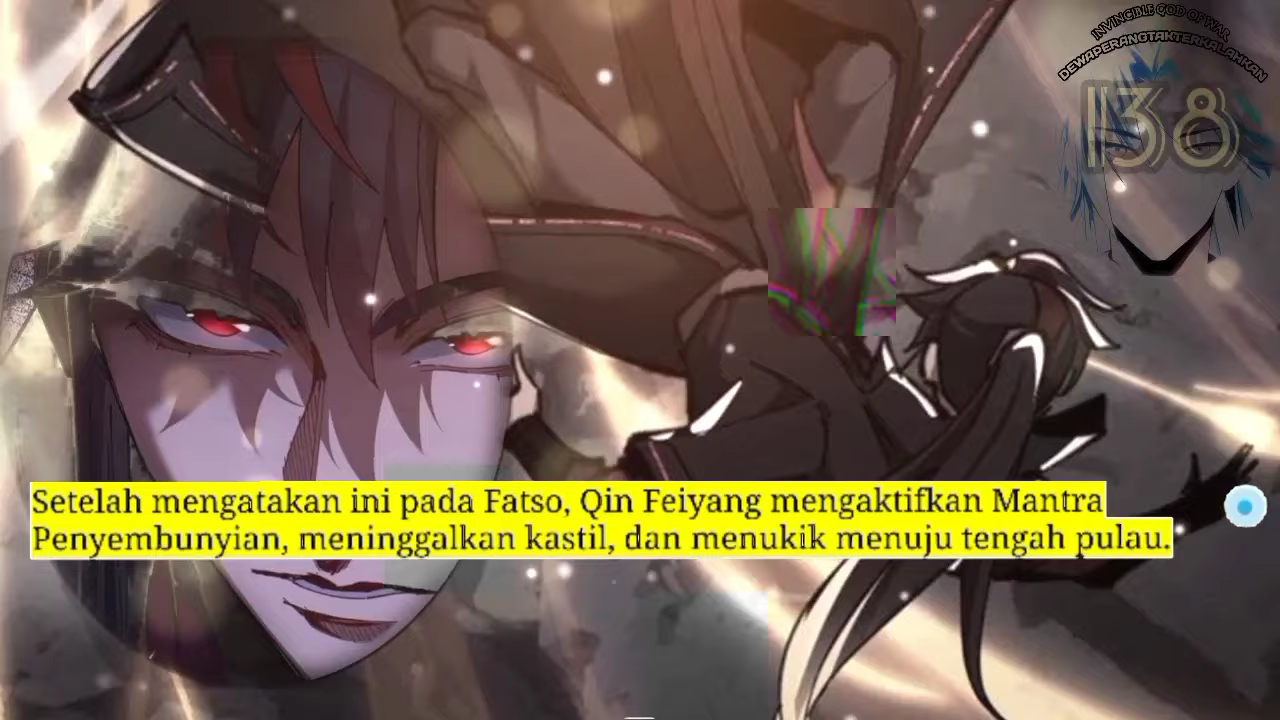 INVINCIBLE GOD OF WAR
DEWAPERANGTAKTERKALAHKAN
138
Setelah mengatakan ini pada Fatso, Qin Feiyang mengaktifkan Mantra
Penyembunyian, meninggalkan kastil, dan menukik menuju tengah pulau.